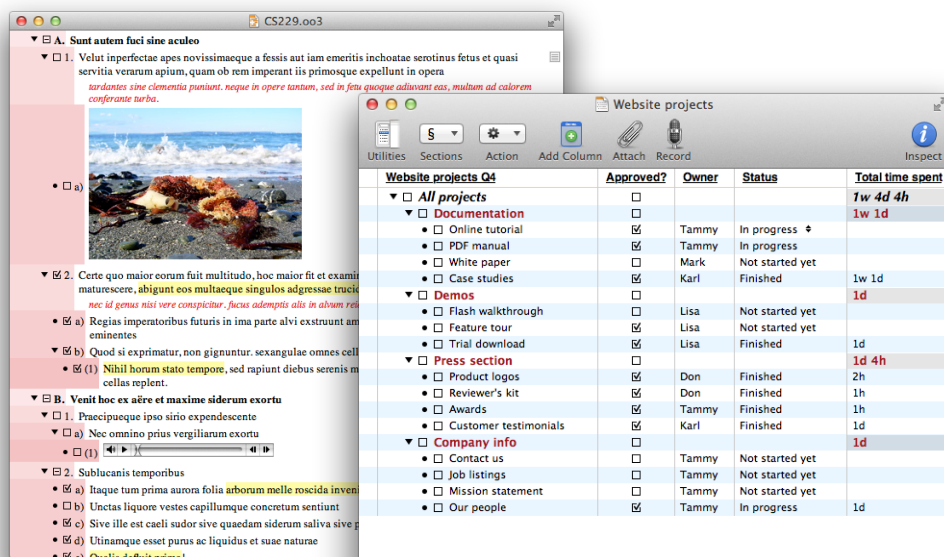 CS229.oo3
A. Sunt autem fuci sine aculeo
1. Velut inperfectae apes novissimaeque a fessis aut iam emeritis inchoatae serotinus fetus et quasi
servitia verarum apium, quam ob rem imperant iis primosque expellunt in opera
tardantes sine clementia puniunt. neque in opere tantum, sed in fetu quoque adiuvant eas, multum ad calorem
conferante turba.
a)
2. Certe quo maior eorum fuit multitudo, hoc maior fit et
maturescere, abigunt eos multaeque singulos adgressae
nec id genus nisi vere conspicitur. fucus ademptis alis in alvum
a) Regias imperatoribus futuris in ima parte alvi exstruunt
eminentes
b) Quod si exprimatur, non gignuntur. sexangulae omnes
(1) Nihil horum stato tempore, sed rapiunt diebus serenis
cellas replent.
B. Venit hoc ex aëre et maxime siderum exortu
1. Praecipueque ipso sirio expendescente
a) Nec omnino prius vergiliarum exortu
(1)
2. Sublucanis temporibus
a) Itaque tum prima aurora folia arborum melle roscida
b) Unctas liquore vestes capillumque concretum sentiunt
c) Sive ille est caeli sudor sive quaedam siderum saliva sive
d) Utinamque esset purus ac liquidus et suae naturae
Website projects
Utilities Sections Action Add Column Attach Record Inspect
Website projects Q4 Approved? Owner Status Total time spent
All projects 1w 4d 4h
Documentation 1w 1d
Online tutorial Tammy In progress
PDF manual Tammy In progress
White paper Mark Not started yet
Case studies Karl Finished 1w 1d
Demos 1d
Flash walkthrough Lisa Not started yet
Feature tour Lisa Not started yet
Trial download Lisa Finished 1d
Press section 1d 4h
Product logos Don Finished 2h
Reviewer's kit Don Finished 1h
Awards Tammy Finished 1h
Customer testimonials Karl Finished 1d
Company info 1d
Contact us Tammy Not started yet
Job listings Tammy Not started yet
Mission statement Tammy Not started yet
Our people Tammy In progress 1d